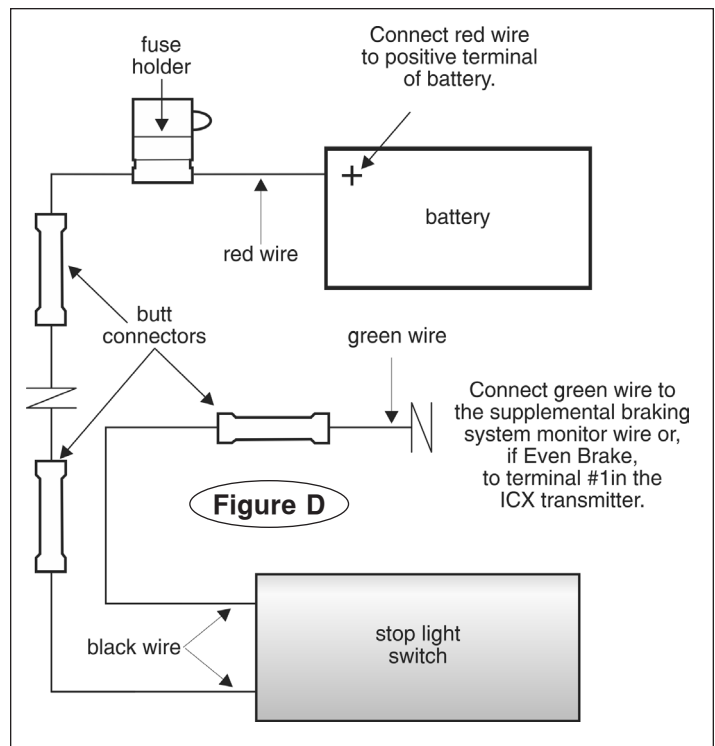 Connect red wire
to positive terminal
of battery.
fuse
holder
+
battery
red wire
butt
connectors
green wire
Connect green wire to
the supplemental braking
system monitor wire or,
if Even Brake,
to terminal #1in the
ICX transmitter.
Figure D
stop light
switch
black wire